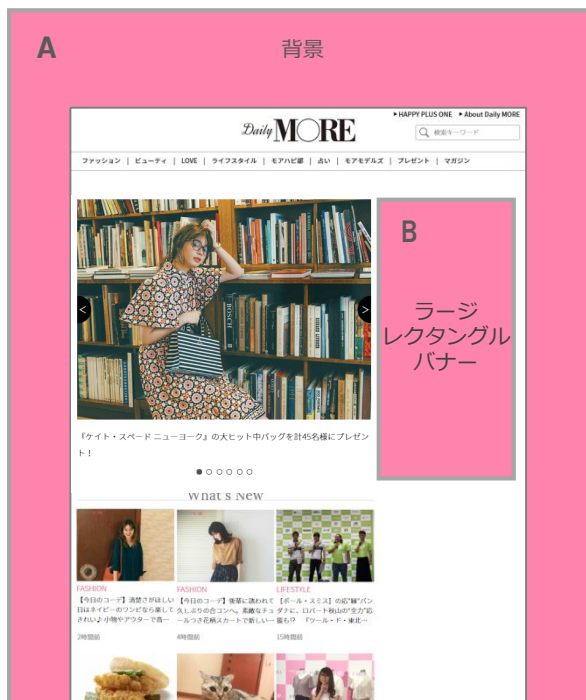 A
背景
▶ HAPPY PLUS ONE ▶ About Daily MORE
Daily MORE
検索キーワード
ファッション | ビューティ | LOVE | ライフスタイル | モアハピ部 | 占い | モアモデルズ | プレゼント | マガジン
BOSCH
B
ラージ
レクタングル
バナー
『ケイト・スペード ニューヨーク』の大ヒット中バッグを計45名様にプレゼン
ト！
What's New
FASHION
【今日のコーデ】清楚さがほしい
日はネイビーのワンピなら楽して
きれい♪ 小物やアウターで高…
2時間前
FASHION
【今日のコーデ】後輩に誘われて
久しぶりの合コンへ。素敵なチュ
ールつき花柄スカートで新しい…
4時間前
LIFESTYLE
【ポール・スミス】の応"縁"バン
ダナに、ロバート秋山の"全力"応
援も!? 『ツール・ド・東北…
15時間前